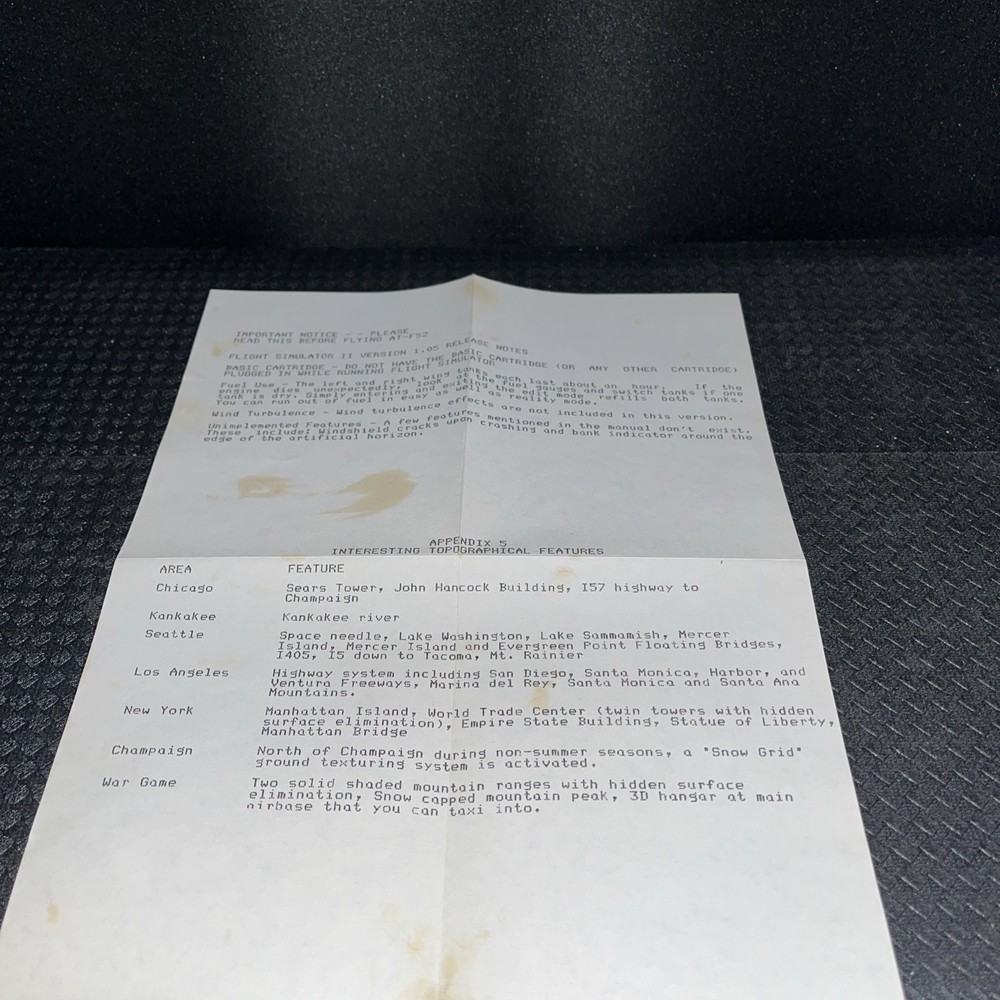 IMPORTANT NOTICE - - PLEASE
READ THIS BEFORE FLYING AT-FS2
FLIGHT SIMULATOR II VERSION 1.05 RELEASE NOTES
BASIC CARTRIDGE - DO NOT HAVE THE BASIC CARTRIDGE (OR ANY OTHER CARTRIDGE)
PLUGGED IN WHILE RUNNING FLIGHT SIMULATOR
Fuel Use - The left and right wing tanks each last about an hour. If the
engine dies unexpectedly, look at the fuel gauges and switch tanks if one
tank is dry. Simply entering and exiting the edit mode refills both tanks.
You can run out of fuel in easy as well as reality mode.
Wind Turbulence - Wind turbulence effects are not included in this version.
Unimplemented Features - A few features mentioned in the manual don't exist.
These include: Windshield cracks upon crashing and bank indicator around the
edge of the artificial horizon.
APPENDIX 5
INTERESTING TOPOGRAPHICAL FEATURES
AREA FEATURE
Chicago Sears Tower, John Hancock Building, I57 highway to
Champaign
Kankakee Kankakee river
Seattle Space needle, Lake Washington, Lake Sammamish, Mercer
Island, Mercer Island and Evergreen Point Floating Bridges,
I405, I5 down to Tacoma, Mt. Rainier
Los Angeles Highway system including San Diego, Santa Monica, Harbor, and
Ventura Freeways, Marina del Rey, Santa Monica and Santa Ana
Mountains.
New York Manhattan Island, World Trade Center (twin towers with hidden
surface elimination), Empire State Building, Statue of Liberty,
Manhattan Bridge
Champaign North of Champaign during non-summer seasons, a "Snow Grid"
ground texturing system is activated.
War Game Two solid shaded mountain ranges with hidden surface
elimination, Snow capped mountain peak, 3D hangar at main
airbase that you can taxi into.